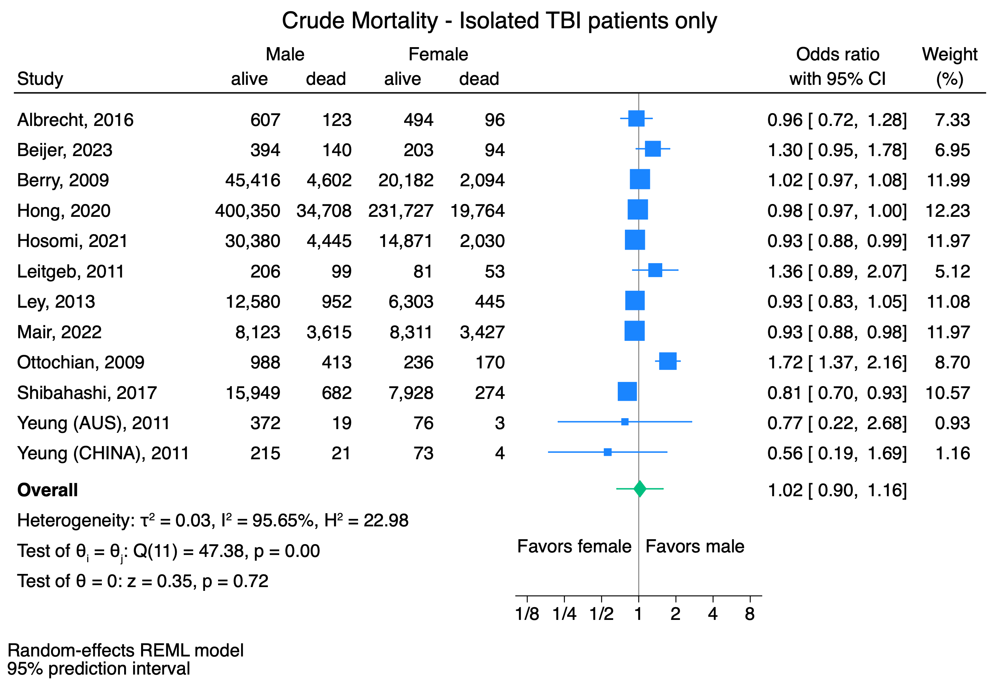 Crude Mortality - Isolated TBI patients only
Male Female Odds ratio Weight
Study alive dead alive dead with 95% CI (%)
Albrecht, 2016 607 123 494 96 0.96 [ 0.72, 1.28] 7.33
Beijer, 2023 394 140 203 94 1.30 [ 0.95, 1.78] 6.95
Berry, 2009 45,416 4,602 20,182 2,094 1.02 [ 0.97, 1.08] 11.99
Hong, 2020 400,350 34,708 231,727 19,764 0.98 [ 0.97, 1.00] 12.23
Hosomi, 2021 30,380 4,445 14,871 2,030 0.93 [ 0.88, 0.99] 11.97
Leitgeb, 2011 206 99 81 53 1.36 [ 0.89, 2.07] 5.12
Ley, 2013 12,580 952 6,303 445 0.93 [ 0.83, 1.05] 11.08
Mair, 2022 8,123 3,615 8,311 3,427 0.93 [ 0.88, 0.98] 11.97
Ottochian, 2009 988 413 236 170 1.72 [ 1.37, 2.16] 8.70
Shibahashi, 2017 15,949 682 7,928 274 0.81 [ 0.70, 0.93] 10.57
Yeung (AUS), 2011 372 19 76 3 0.77 [ 0.22, 2.68] 0.93
Yeung (CHINA), 2011 215 21 73 4 0.56 [ 0.19, 1.69] 1.16
Overall 1.02 [ 0.90, 1.16]
Heterogeneity: τ² = 0.03, I² = 95.65%, H² = 22.98
Favors female Favors male
Test of θᵢ = θⱼ: Q(11) = 47.38, p = 0.00
Test of θ = 0: z = 0.35, p = 0.72
1/8 1/4 1/2 1 2 4 8
Random-effects REML model
95% prediction interval